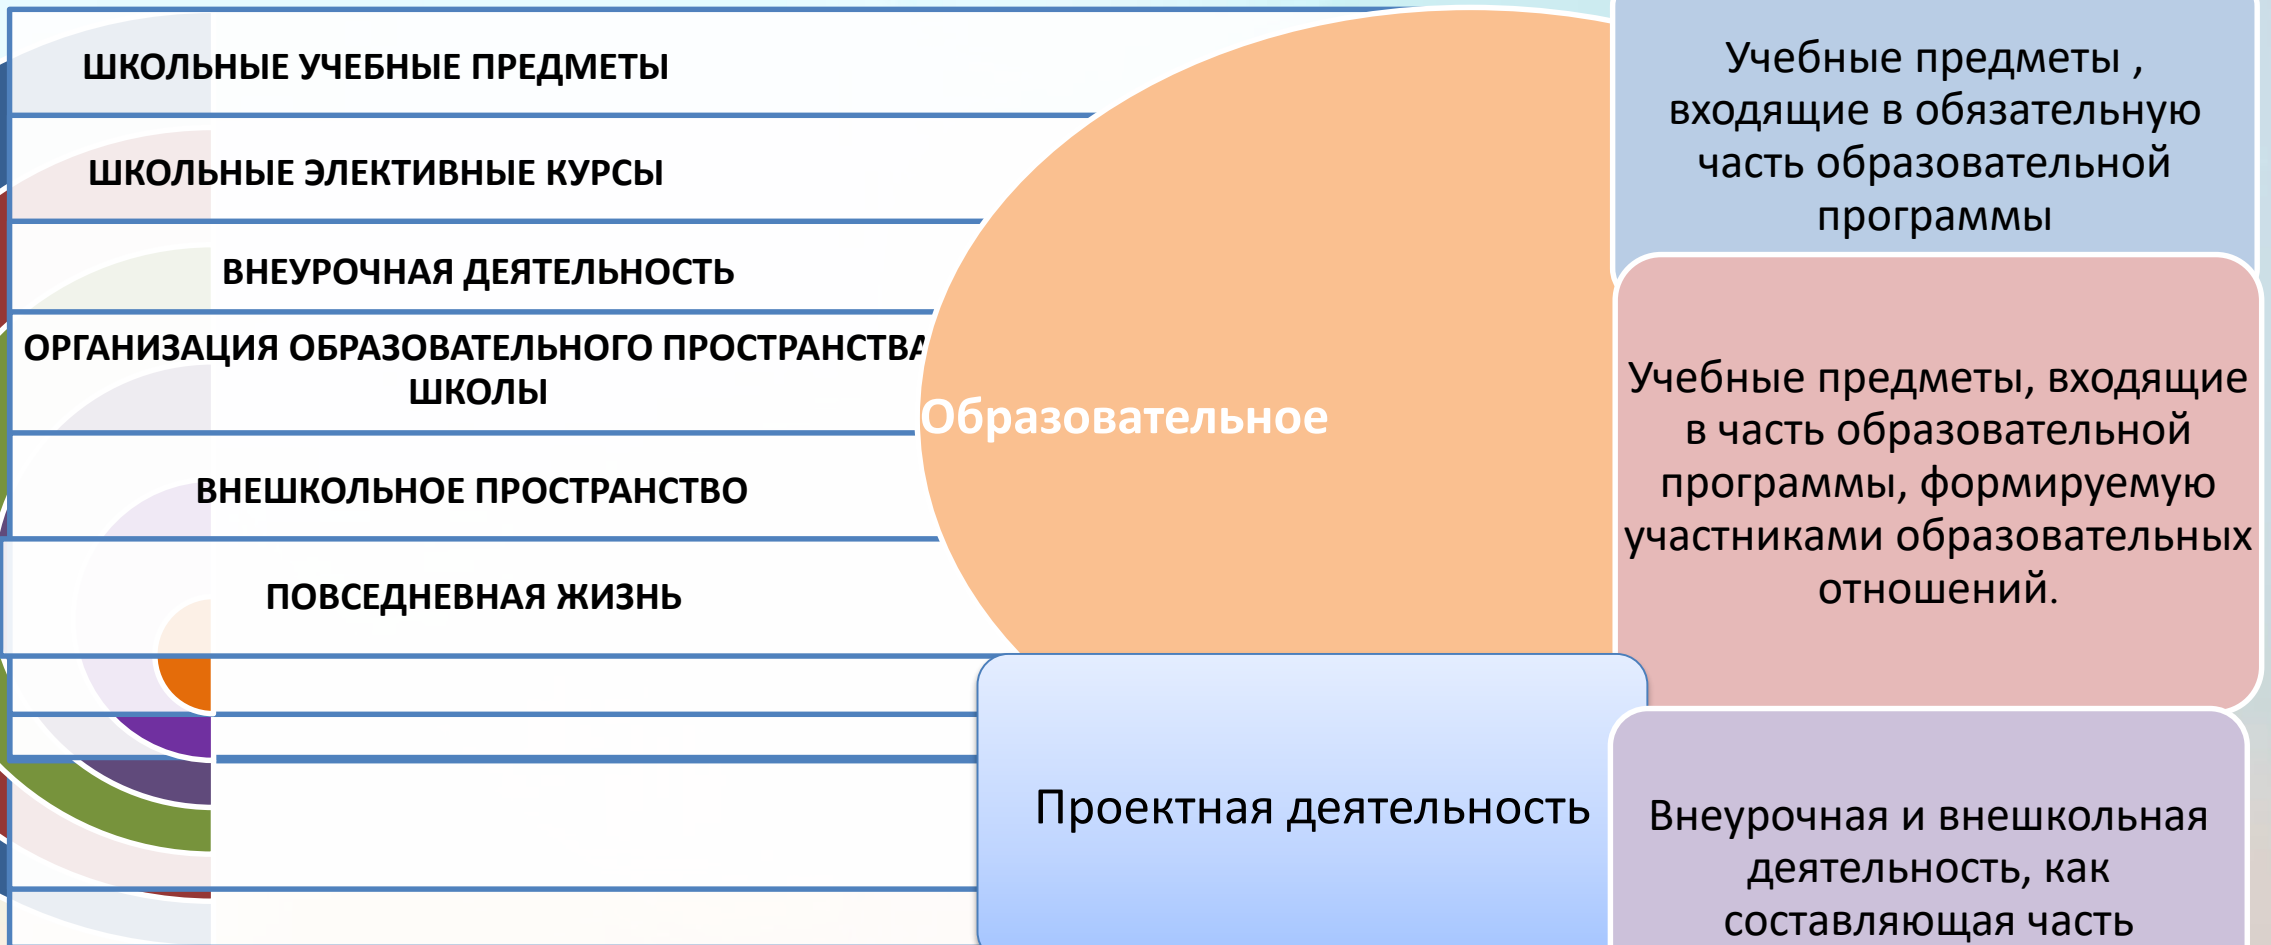 ШКОЛЬНЫЕ УЧЕБНЫЕ ПРЕДМЕТЫ
ШКОЛЬНЫЕ ЭЛЕКТИВНЫЕ КУРСЫ
ВНЕУРОЧНАЯ ДЕЯТЕЛЬНОСТЬ
ОРГАНИЗАЦИЯ ОБРАЗОВАТЕЛЬНОГО ПРОСТРАНСТВА
ШКОЛЫ
ВНЕШКОЛЬНОЕ ПРОСТРАНСТВО
ПОВСЕДНЕВНАЯ ЖИЗНЬ
Образовательное
Проектная деятельность
Учебные предметы ,
входящие в обязательную
часть образовательной
программы
Учебные предметы, входящие
в часть образовательной
программы, формируемую
участниками образовательных
отношений.
Внеурочная и внешкольная
деятельность, как
составляющая часть